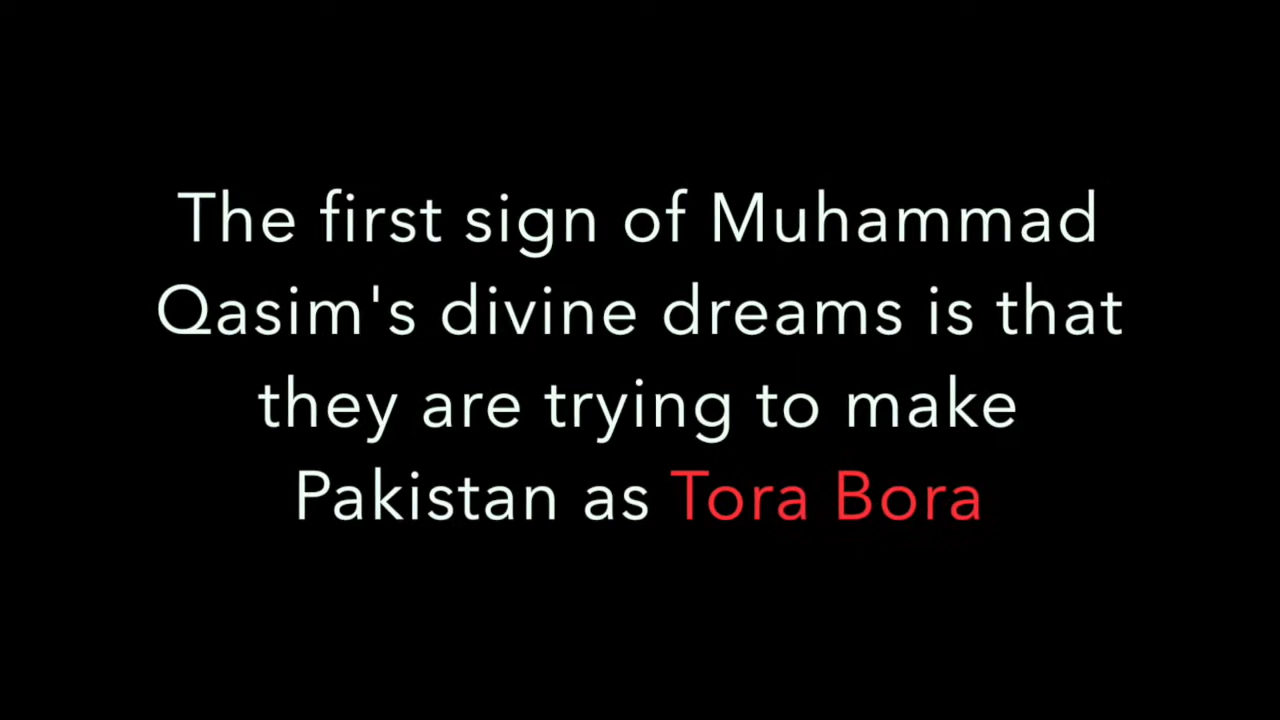 The first sign of Muhammad
Qasim's divine dreams is that
they are trying to make
Pakistan as Tora Bora